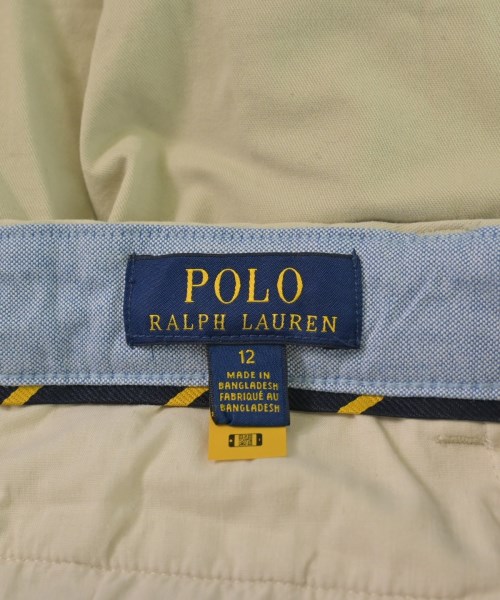 POLO
RALPH LAUREN
12
MADE IN
BANGLADESH
FABRIQUÉ AU
BANGLADESH